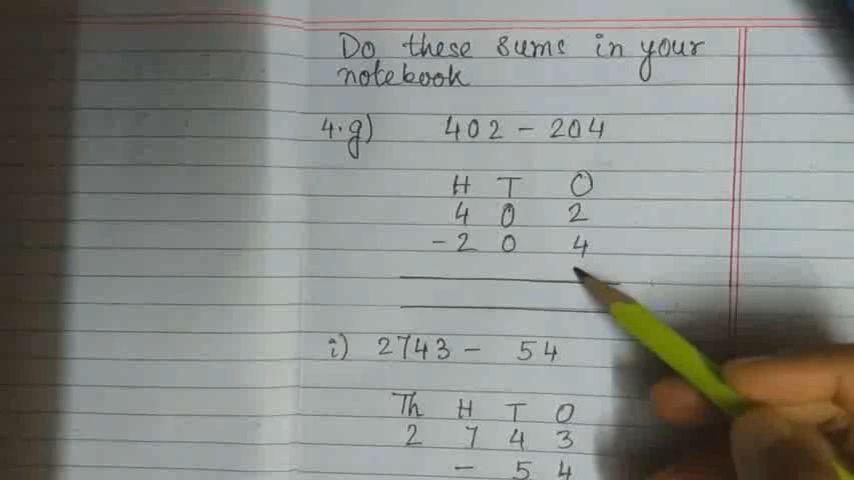 Do these sums in your
notebook
4.g) 402 - 204
H T O
4 0 2
- 2 0 4
i) 2743 - 54
Th H T O
2 7 4 3
- 5 4